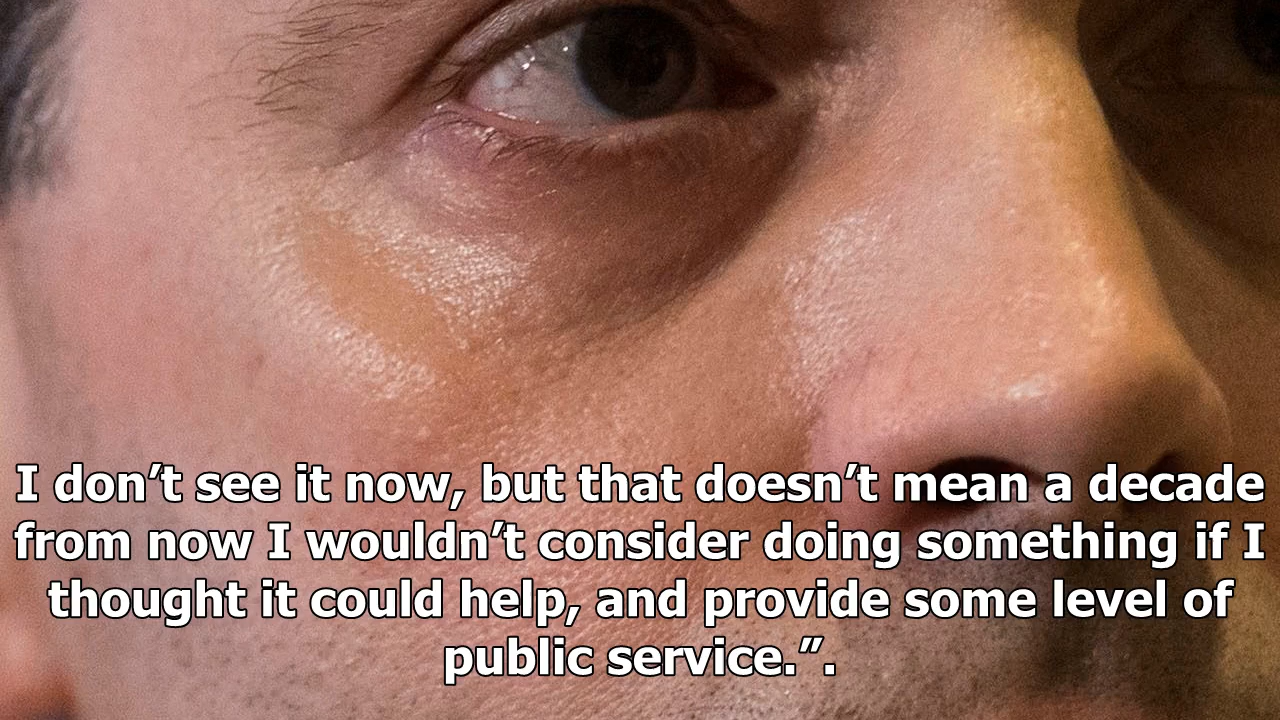 I don’t see it now, but that doesn’t mean a decade
from now I wouldn’t consider doing something if I
thought it could help, and provide some level of
public service.”.